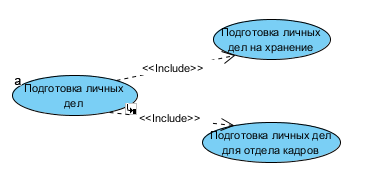 Подготовка личных
дел на хранение
<<Include>>
a
Подготовка личных
дел
<<Include>>
Подготовка личных дел
для отдела кадров